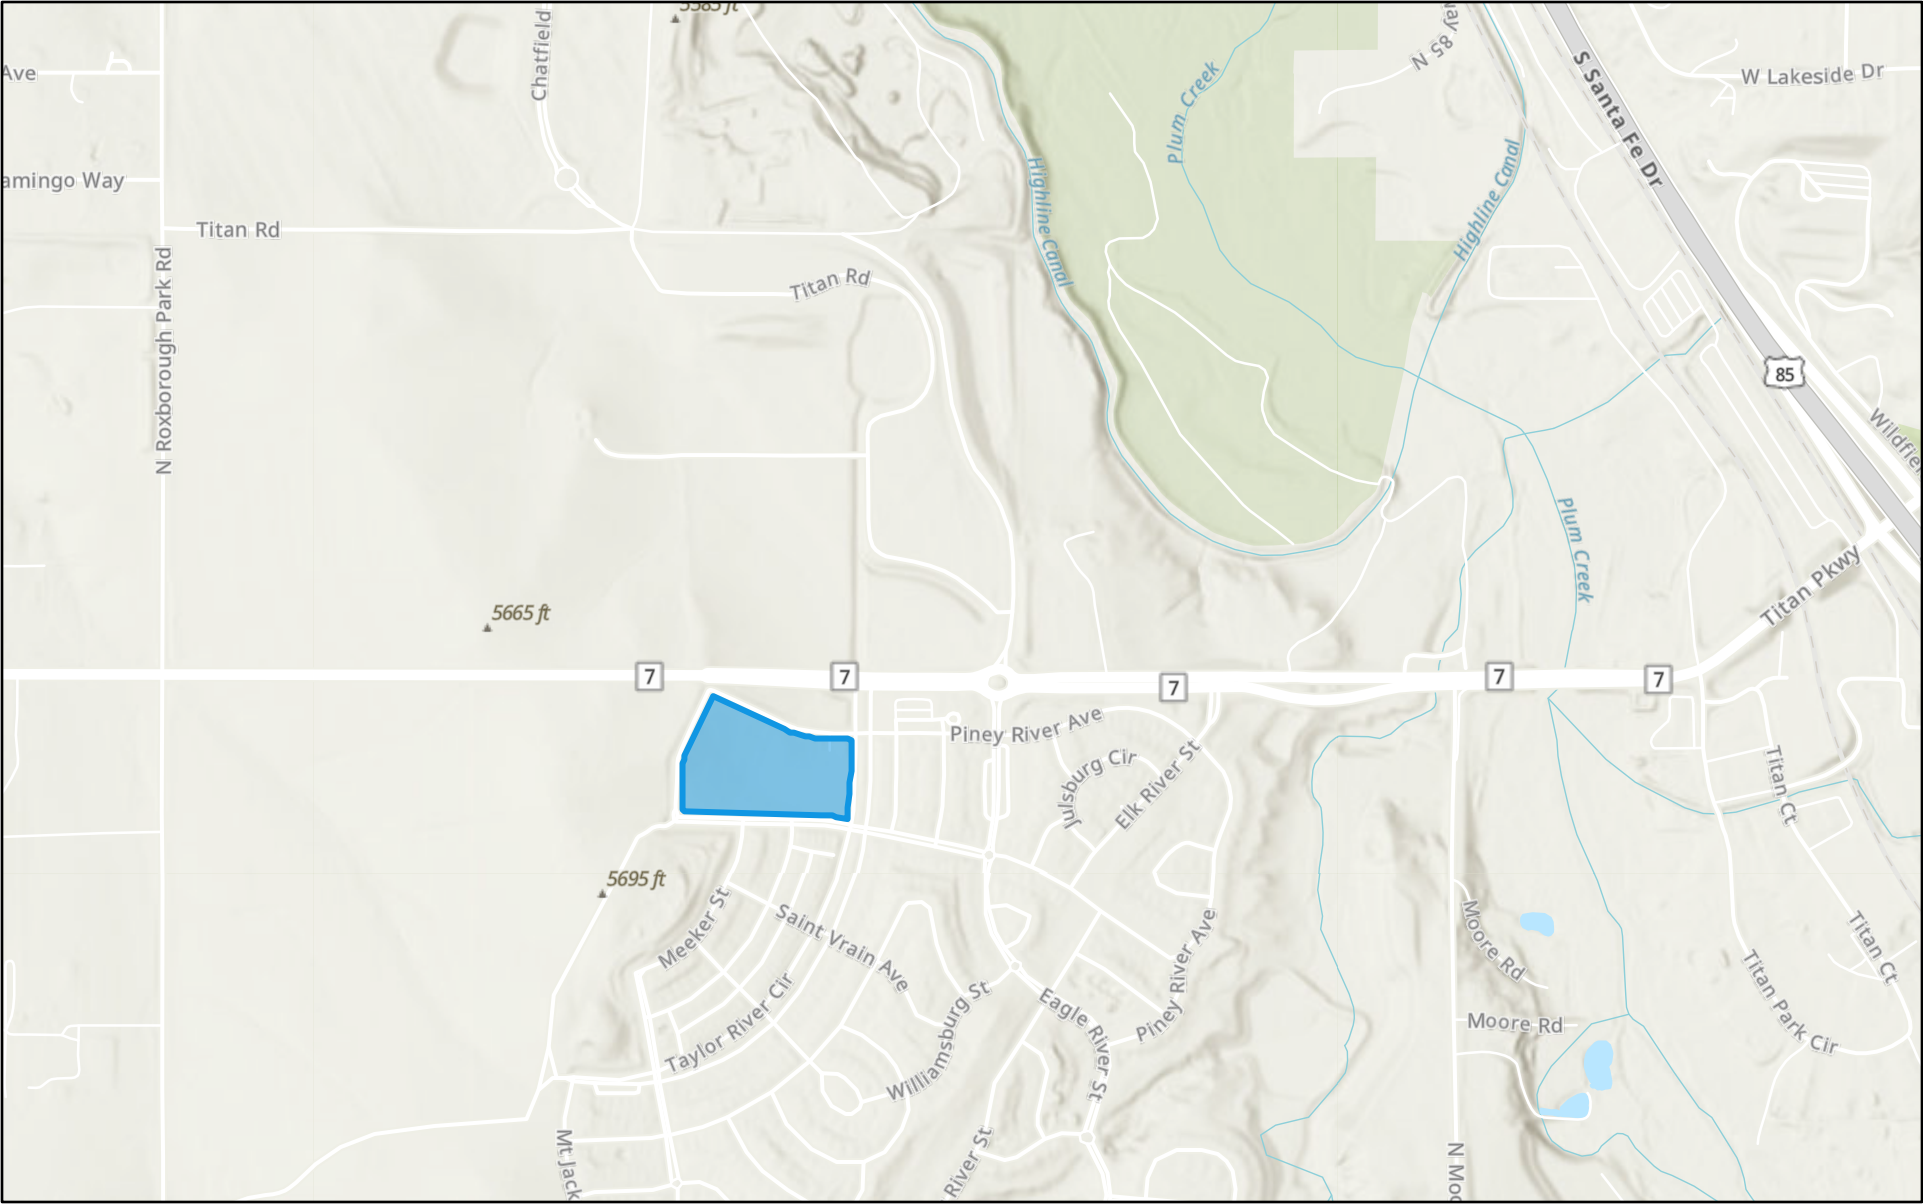 5585 ft
Chatfield
Ave
85 N
W Lakeside Dr
S Santa Fe Dr
Plum Creek
amingo Way
Highline Canal
Highline Canal
Titan Rd
Titan Rd
N Roxborough Park Rd
85
Wildfie
Plum Creek
Titan Pkwy
5665 ft
7
7
7
7
7
Piney River Ave
Julsburg Cir
Elk River St
Titan Ct
5695 ft
Meeker St
Saint Vrain Ave
Piney River Ave
Moore Rd
Titan Ct
Taylor River Cir
Williamsburg St
Eagle River St
Moore Rd
Titan Park Cir
Mt Jack
River St
N Moo